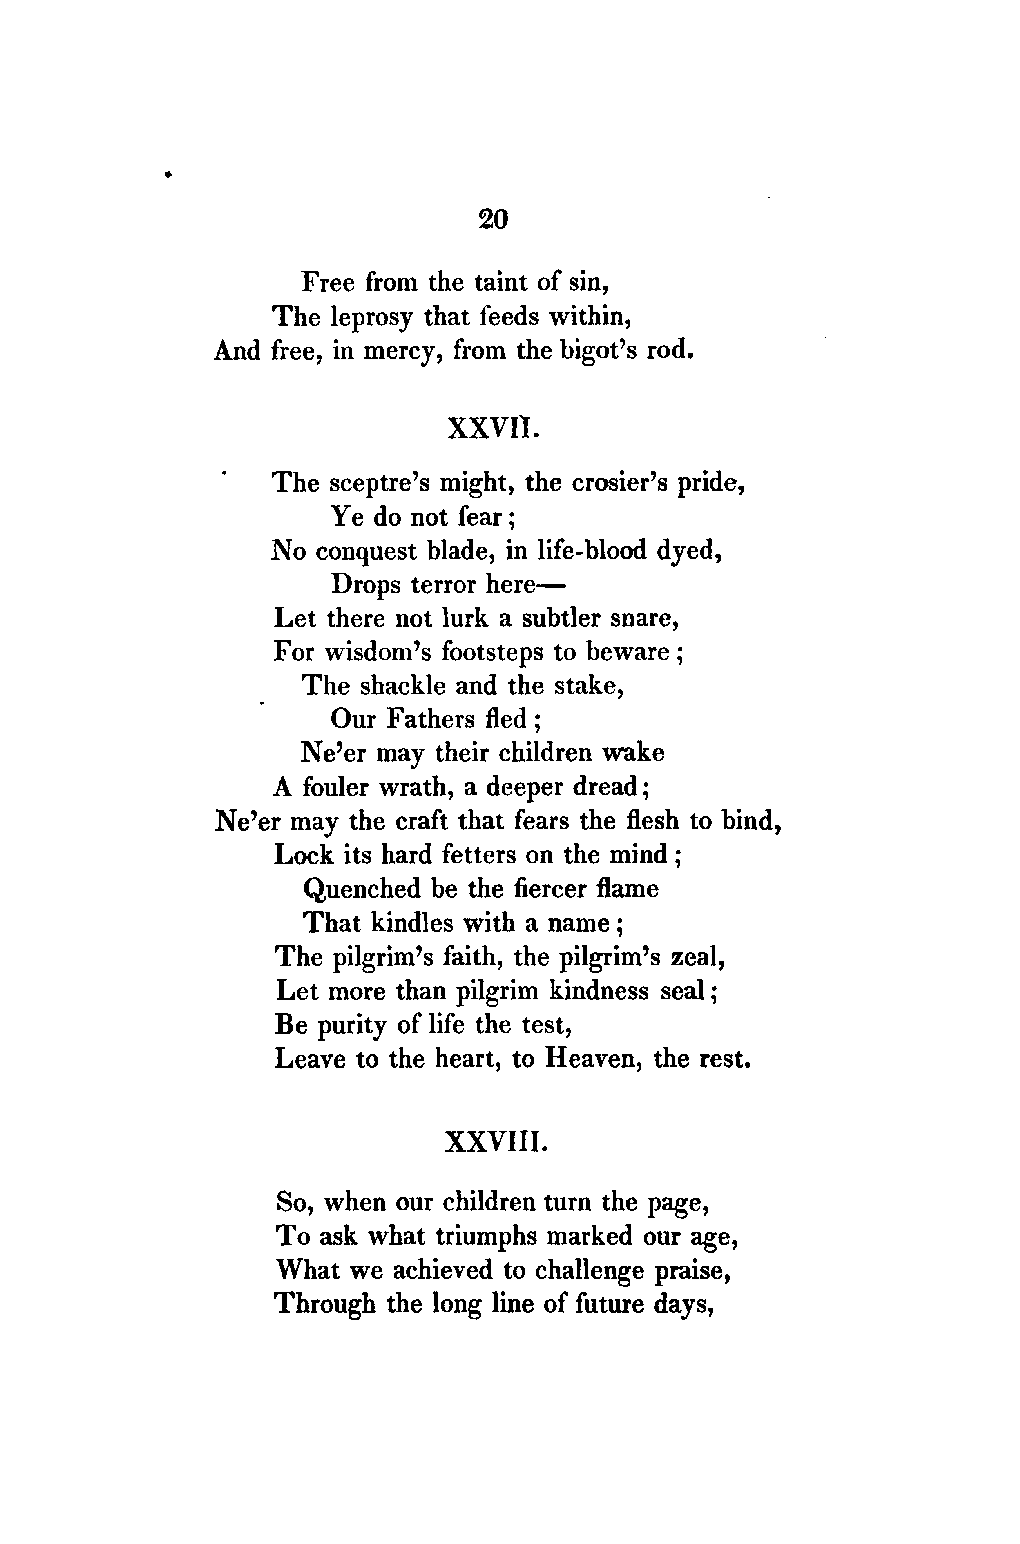 20
Free from the taint of sin,
The leprosy that feeds within,
And free, in mercy, from the bigot's rod.
XXVII.
The sceptre's might, the crosier's pride,
Ye do not fear;
No conquest blade, in life-blood dyed,
Drops terror here—
Let there not lurk a subtler snare,
For wisdom's footsteps to beware;
The shackle and the stake,
Our Fathers fled;
Ne'er may their children wake
A fouler wrath, a deeper dread;
Ne'er may the craft that fears the flesh to bind,
Lock its hard fetters on the mind;
Quenched be the fiercer flame
That kindles with a name;
The pilgrim's faith, the pilgrim's zeal,
Let more than pilgrim kindness seal;
Be purity of life the test,
Leave to the heart, to Heaven, the rest.
XXVIII.
So, when our children turn the page,
To ask what triumphs marked our age,
What we achieved to challenge praise,
Through the long line of future days,